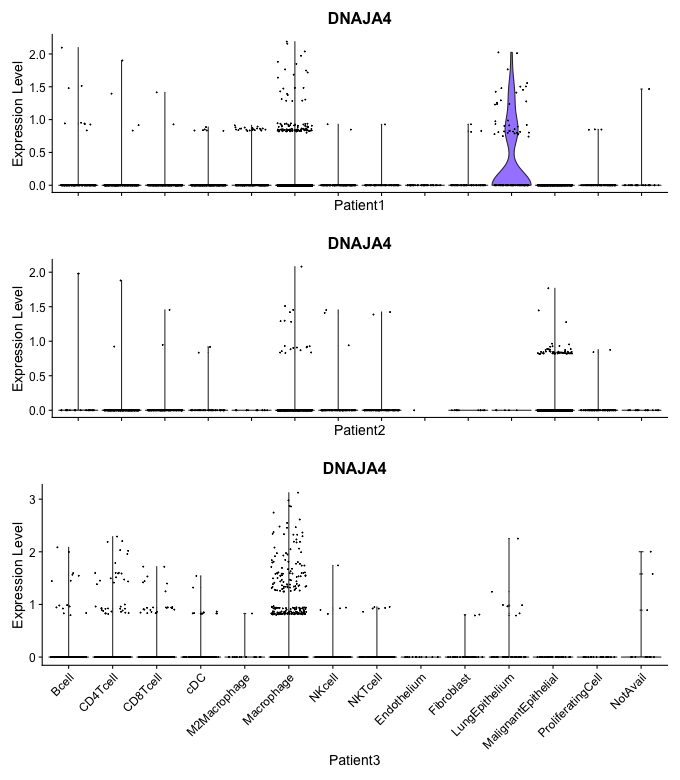 DNAJA4
Expression Level
2.0
1.5
1.0
0.5
0.0
Patient1
DNAJA4
Expression Level
2.0
1.5
1.0
0.5
0.0
Patient2
DNAJA4
Expression Level
3
2
1
0
Bcell
CD4Tcell
CD8Tcell
cDC
M2Macrophage
Macrophage
NKcell
NKTcell
Endothelium
Fibroblast
LungEpithelium
MalignantEpithelial
ProliferatingCell
NotAvail
Patient3